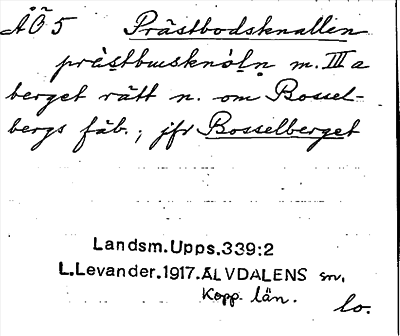 ÄÖ 5 Prästbodsknallen
prästbusknòln m. III a
berget rätt n. om Bossel-
bergs fäb.; jfr Bosselberget
Landsm.Upps.339:2
L.Levander.1917.ÄLVDALENS sn.
Kopp. län.
lo.